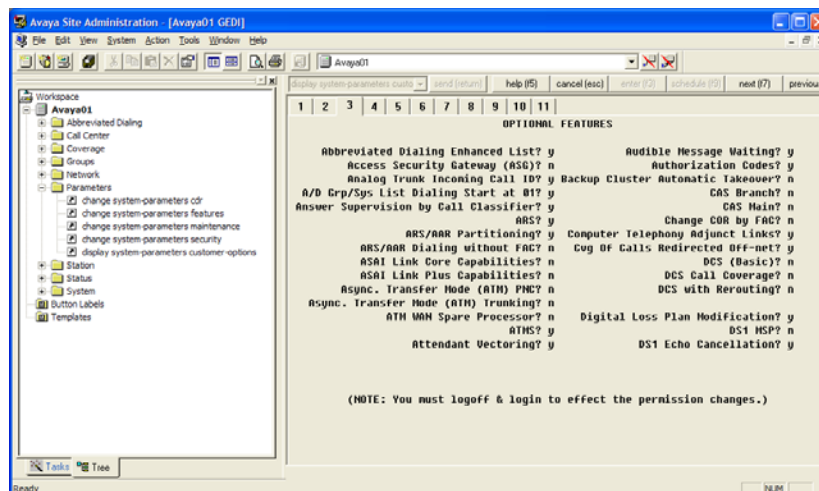 Avaya Site Administration - [Avaya01 GEDI]
File Edit View System Action Tools Window Help
Avaya01
display system-parameters custo send (return) help (f5) cancel (esc) enter (f3) schedule (f9) next (f7) previou
Workspace
Avaya01
Abbreviated Dialing
Call Center
Coverage
Groups
Network
Parameters
change system-parameters cdr
change system-parameters features
change system-parameters maintenance
change system-parameters security
display system-parameters customer-options
Station
Status
System
Button Labels
Templates
Tasks Tree
1 2 3 4 5 6 7 8 9 10 11
OPTIONAL FEATURES
Abbreviated Dialing Enhanced List? y Audible Message Waiting? y
Access Security Gateway (ASG)? n Authorization Codes? y
Analog Trunk Incoming Call ID? y Backup Cluster Automatic Takeover? n
A/D Grp/Sys List Dialing Start at 01? y CAS Branch? n
Answer Supervision by Call Classifier? y CAS Main? n
ARS? y Change COR by FAC? n
ARS/AAR Partitioning? y Computer Telephony Adjunct Links? y
ARS/AAR Dialing without FAC? n Cvg Of Calls Redirected Off-net? y
ASAI Link Core Capabilities? n DCS (Basic)? n
ASAI Link Plus Capabilities? n DCS Call Coverage? n
Async. Transfer Mode (ATM) PNC? n DCS with Rerouting? n
Async. Transfer Mode (ATM) Trunking? n
ATM WAN Spare Processor? n Digital Loss Plan Modification? y
ATMS? y DS1 MSP? n
Attendant Vectoring? y DS1 Echo Cancellation? y
(NOTE: You must logoff & login to effect the permission changes.)
Ready NUM